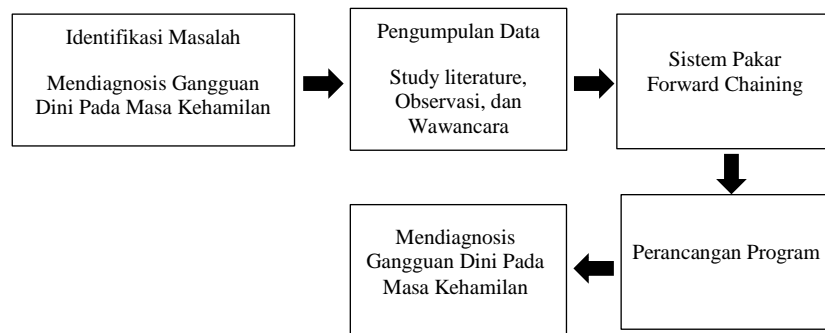 Identifikasi Masalah
Mendiagnosis Gangguan
Dini Pada Masa Kehamilan
Pengumpulan Data
Study literature,
Observasi, dan
Wawancara
Sistem Pakar
Forward Chaining
Perancangan Program
Mendiagnosis
Gangguan Dini Pada
Masa Kehamilan